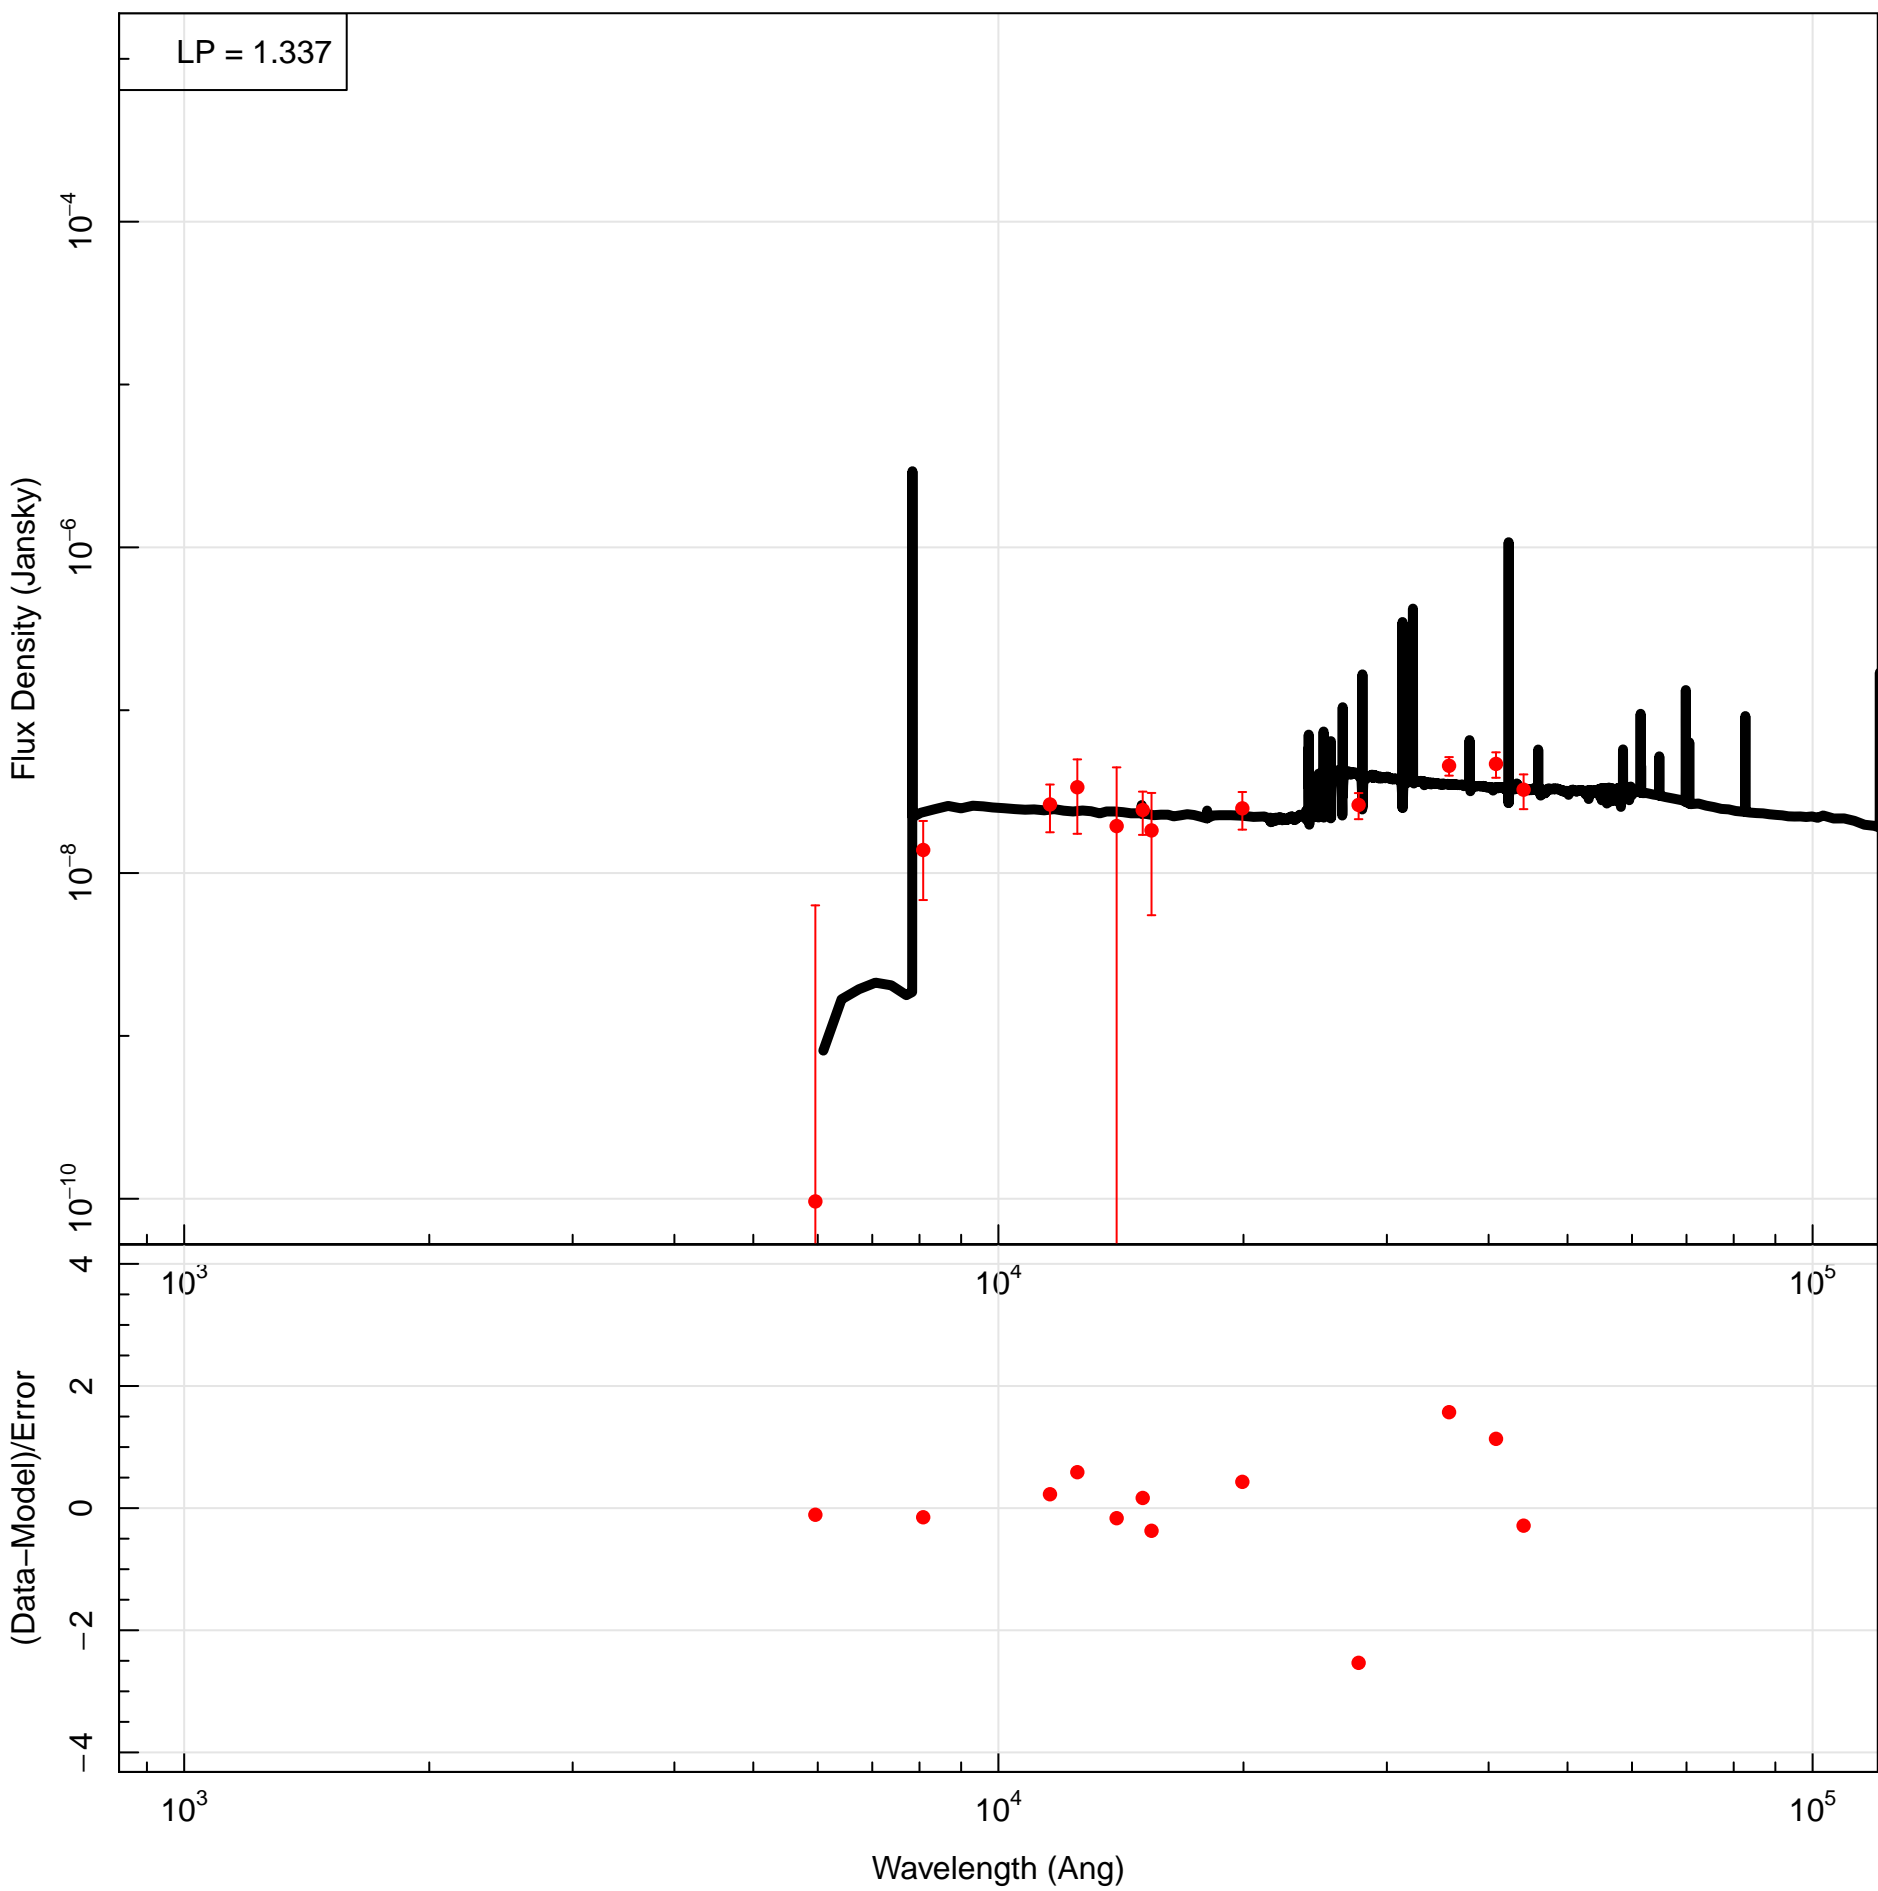 LP = 1.337
Flux Density (Jansky)
10⁻⁴
10⁻⁶
10⁻⁸
10⁻¹⁰
10³ 10⁴ 10⁵
(Data−Model)/Error
4
2
0
−2
−4
10³ 10⁴ 10⁵
Wavelength (Ang)